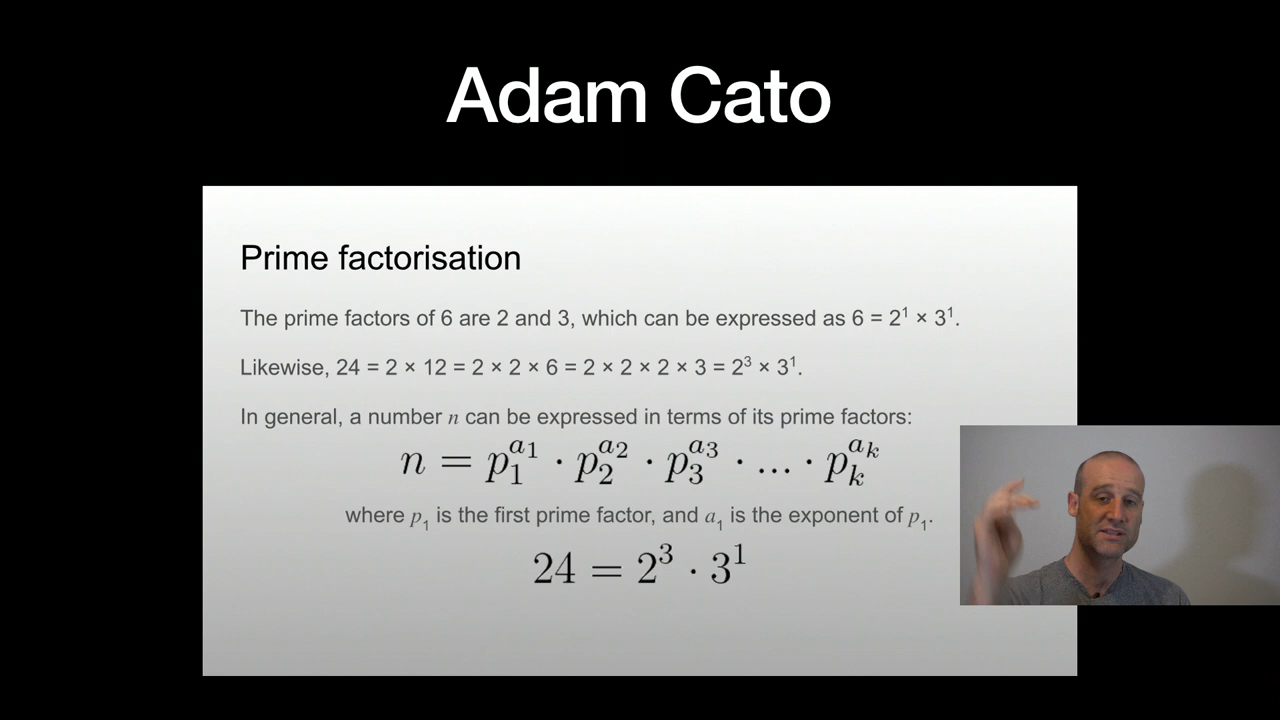 Adam Cato
Prime factorisation
The prime factors of 6 are 2 and 3, which can be expressed as 6 = 2¹ × 3¹.
Likewise, 24 = 2 × 12 = 2 × 2 × 6 = 2 × 2 × 2 × 3 = 2³ × 3¹.
In general, a number n can be expressed in terms of its prime factors:
n = p₁^{a₁} · p₂^{a₂} · p₃^{a₃} · ... · pₖ^{aₖ}
where p₁ is the first prime factor, and a₁ is the exponent of p₁.
24 = 2³ · 3¹